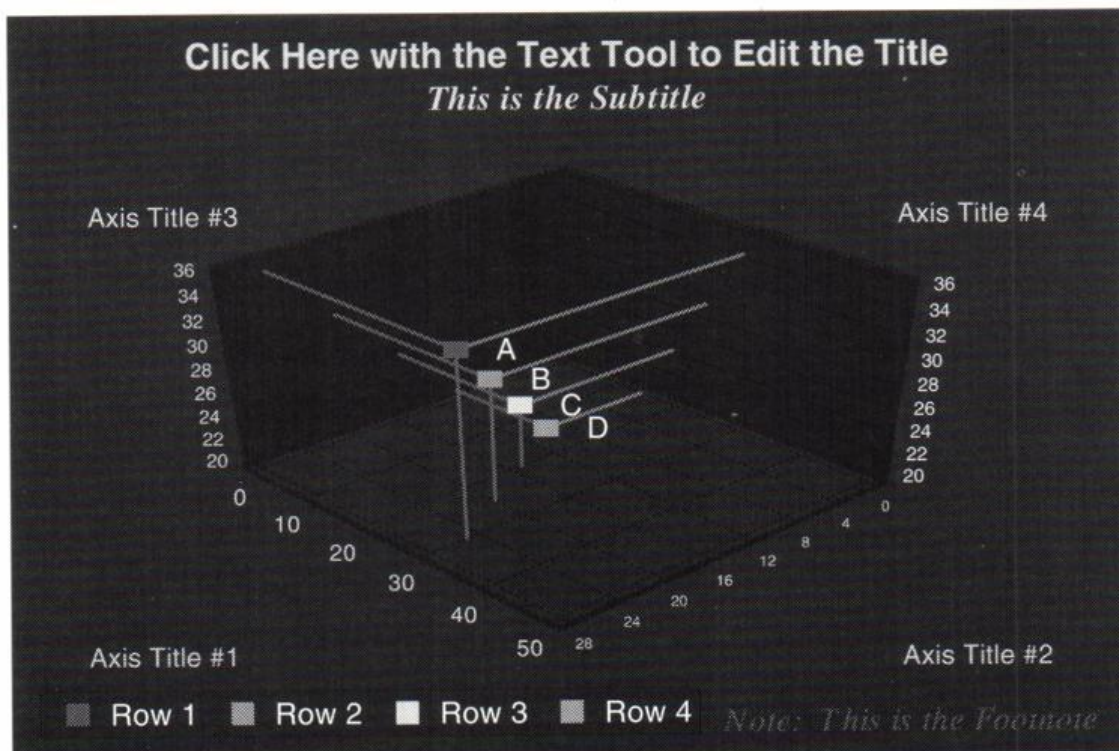 Click Here with the Text Tool to Edit the Title
This is the Subtitle
Axis Title #3
Axis Title #4
36
34
32
30
28
26
24
22
20
36
34
32
30
28
26
24
22
20
A
B
C
D
0
10
20
30
40
50
0
4
8
12
16
20
24
28
Axis Title #1
Axis Title #2
Row 1 Row 2 Row 3 Row 4
Note: This is the Footnote